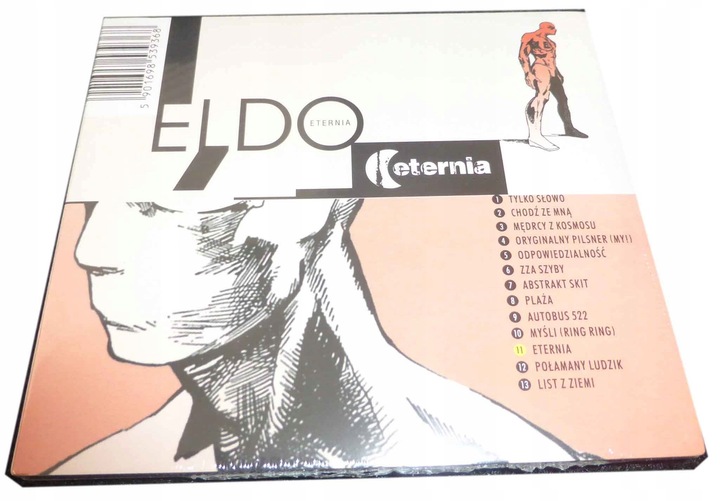 5 901698 539368
ELDO
ETERNIA
eternia
1 TYLKO SŁOWO
2 CHODŹ ZE MNĄ
3 MĘDRCY Z KOSMOSU
4 ORYGINALNY PILSNER (MY!)
5 ODPOWIEDZIALNOŚĆ
6 ZZA SZYBY
7 ABSTRAKT SKIT
8 PLAŻA
9 AUTOBUS 522
10 MYŚLI (RING RING)
11 ETERNIA
12 POŁAMANY LUDZIK
13 LIST Z ZIEMI